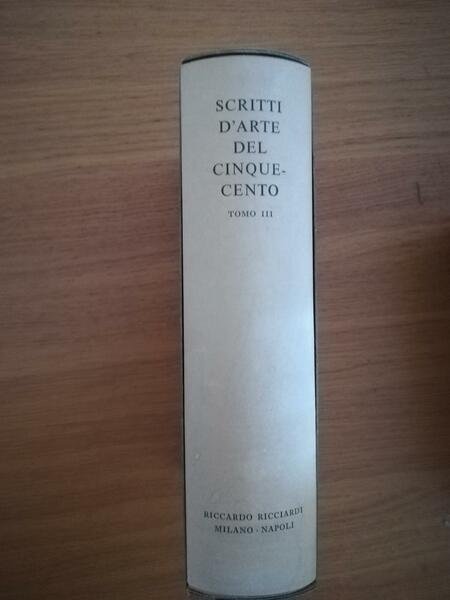 SCRITTI
D'ARTE
DEL
CINQUE-
CENTO
TOMO III
RICCARDO RICCIARDI
MILANO · NAPOLI